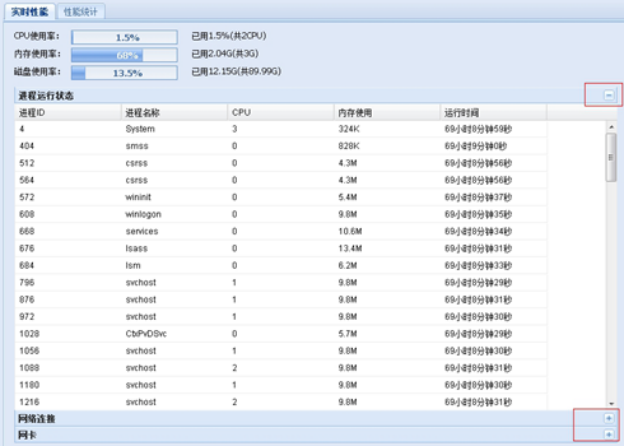 实时性能 性能统计
CPU使用率： 1.5% 已用1.5%(共2CPU)
内存使用率： 68% 已用2.04G(共3G)
磁盘使用率： 13.5% 已用12.15G(共89.99G)
进程运行状态
进程ID 进程名称 CPU 内存使用 运行时间
4 System 3 324K 69小时8分钟59秒
404 smss 0 828K 69小时9分钟0秒
512 csrss 0 4.3M 69小时8分钟56秒
564 csrss 0 4.3M 69小时8分钟56秒
572 wininit 0 5.4M 69小时8分钟37秒
608 winlogon 0 9.8M 69小时8分钟35秒
668 services 0 10.6M 69小时8分钟34秒
676 lsass 0 13.4M 69小时8分钟31秒
684 lsm 0 6.2M 69小时8分钟33秒
796 svchost 1 9.8M 69小时8分钟29秒
876 svchost 1 9.8M 69小时8分钟31秒
972 svchost 1 9.8M 69小时8分钟30秒
1028 CtxPvDSvc 0 5.7M 69小时8分钟29秒
1056 svchost 1 9.8M 69小时8分钟30秒
1088 svchost 2 9.8M 69小时8分钟31秒
1180 svchost 1 9.8M 69小时8分钟30秒
1216 svchost 2 9.8M 69小时8分钟31秒
网络连接
网卡